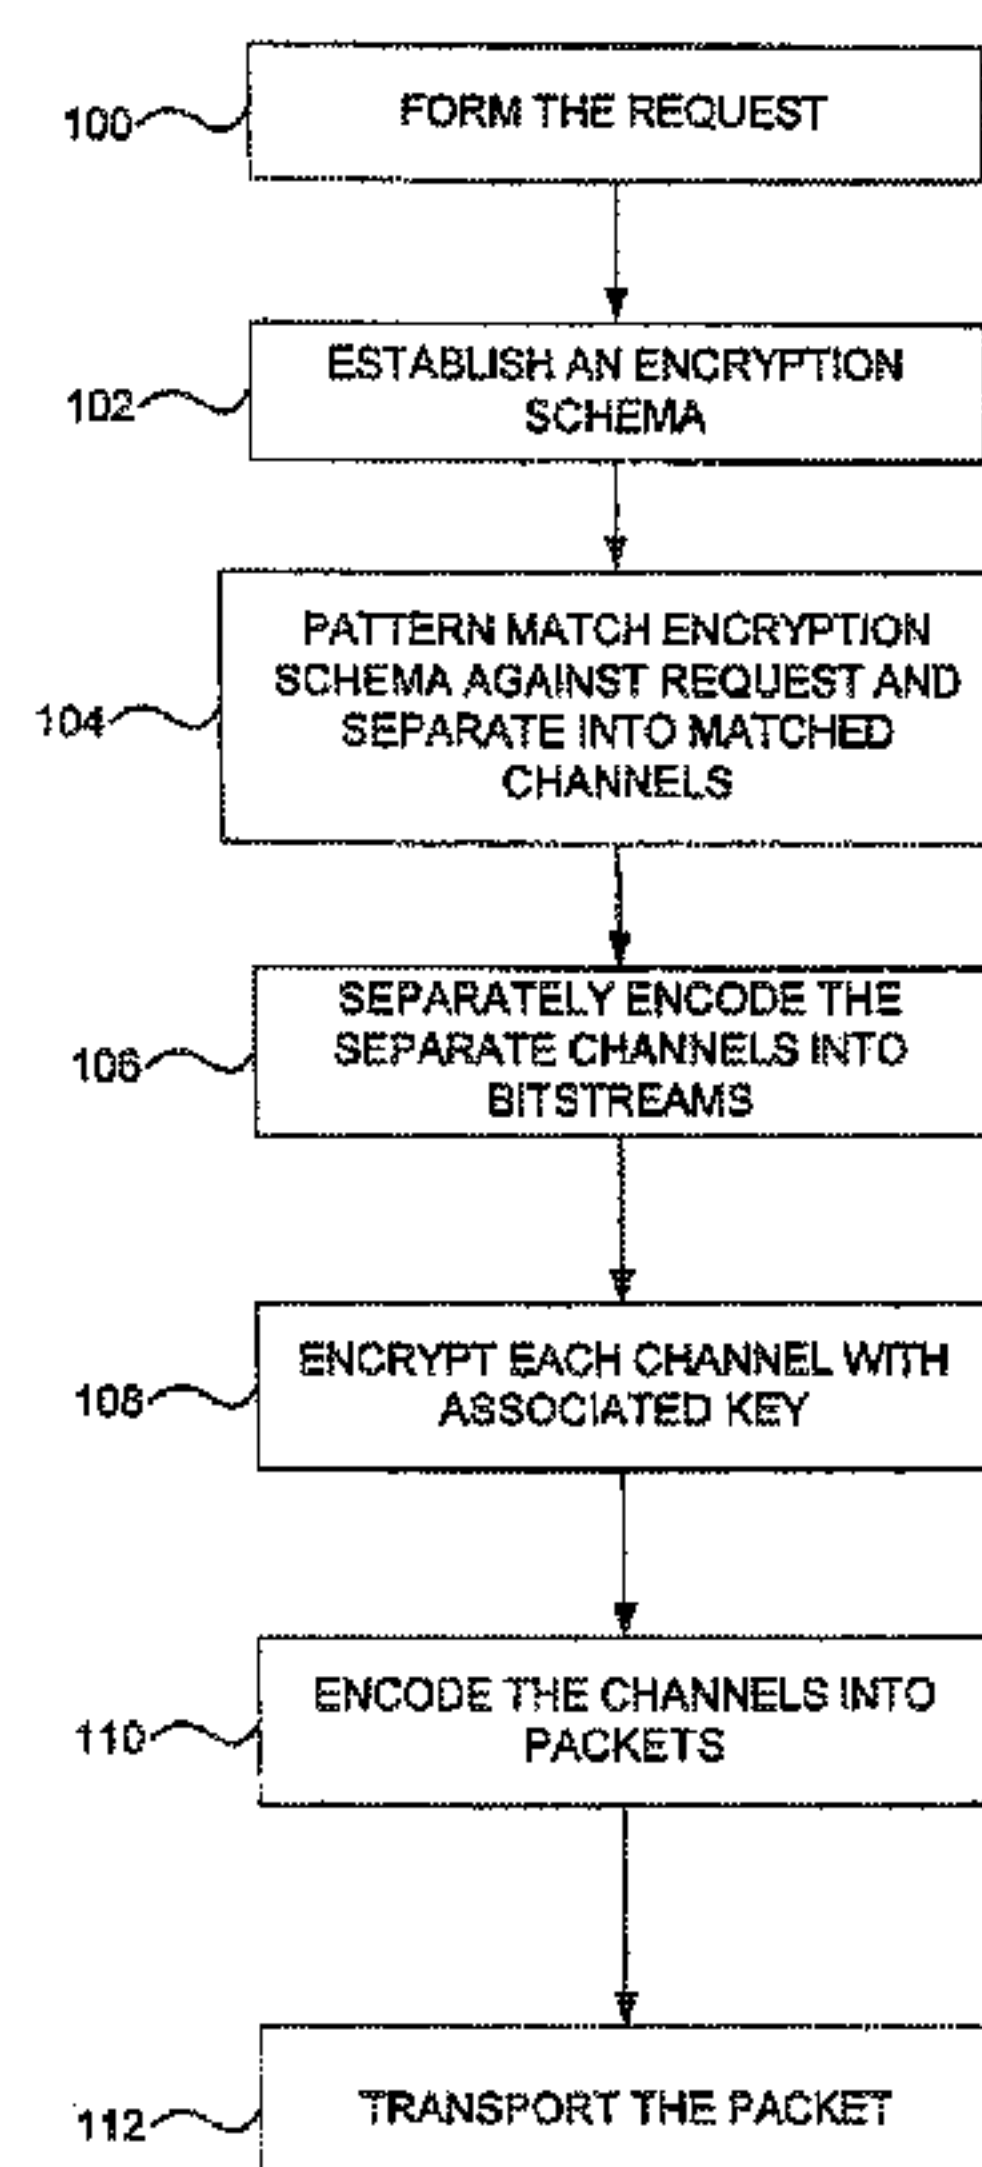 100
FORM THE REQUEST
102
ESTABLISH AN ENCRYPTION
SCHEMA
104
PATTERN MATCH ENCRYPTION
SCHEMA AGAINST REQUEST AND
SEPARATE INTO MATCHED
CHANNELS
106
SEPARATELY ENCODE THE
SEPARATE CHANNELS INTO
BITSTREAMS
108
ENCRYPT EACH CHANNEL WITH
ASSOCIATED KEY
110
ENCODE THE CHANNELS INTO
PACKETS
112
TRANSPORT THE PACKET